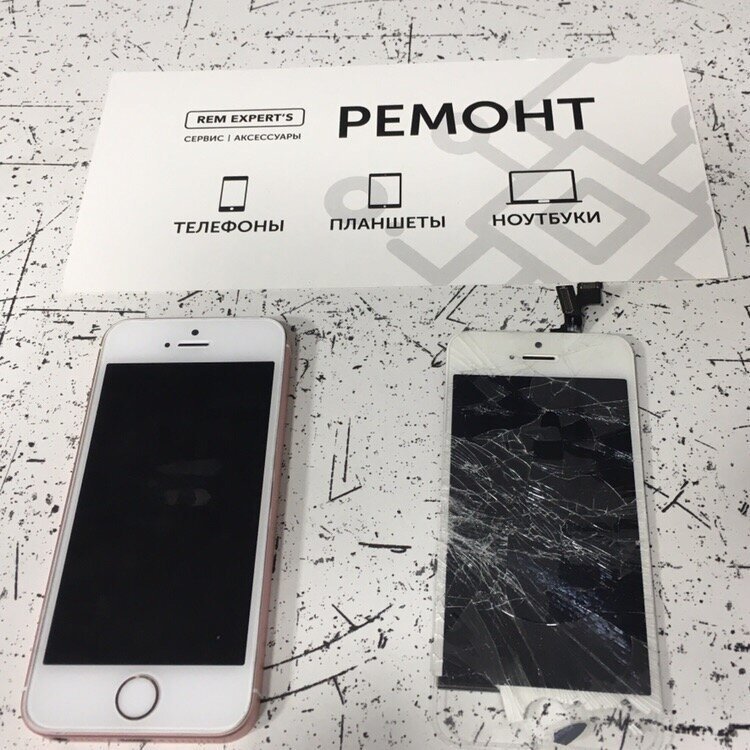 REM EXPERT'S
СЕРВИС | АКСЕССУАРЫ
РЕМОНТ
ТЕЛЕФОНЫ
ПЛАНШЕТЫ
НОУТБУКИ